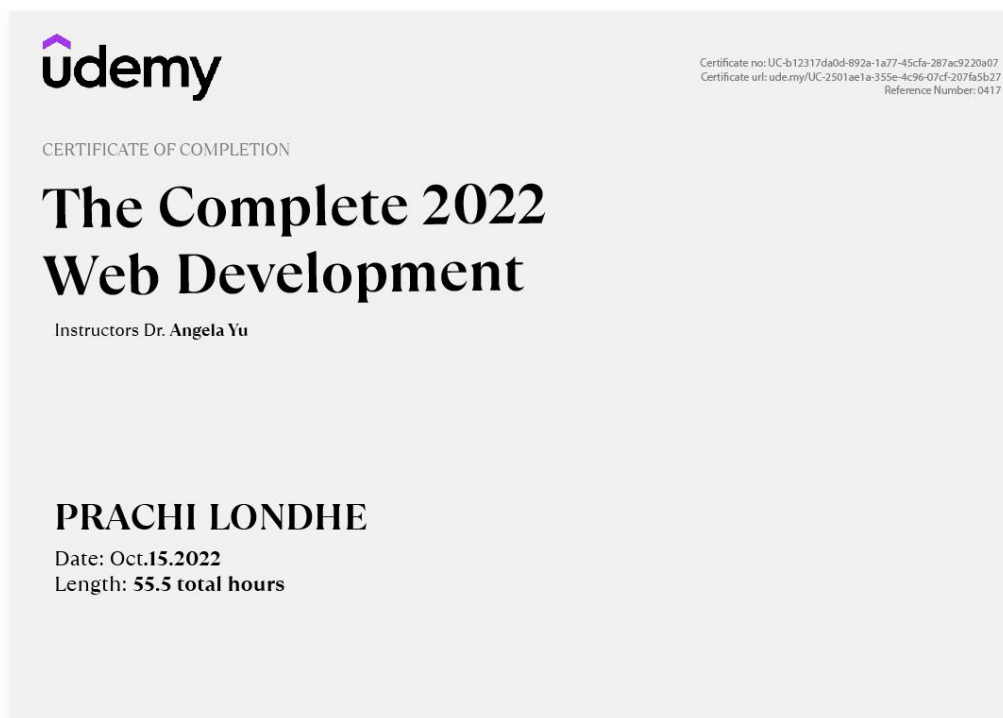 udemy
Certificate no: UC-b12317da0d-892a-1a77-45cfa-287ac9220a07
Certificate url: ude.my/UC-2501ae1a-355e-4c96-07cf-207fa5b27
Reference Number: 0417
CERTIFICATE OF COMPLETION
The Complete 2022
Web Development
Instructors Dr. Angela Yu
PRACHI LONDHE
Date: Oct.15.2022
Length: 55.5 total hours